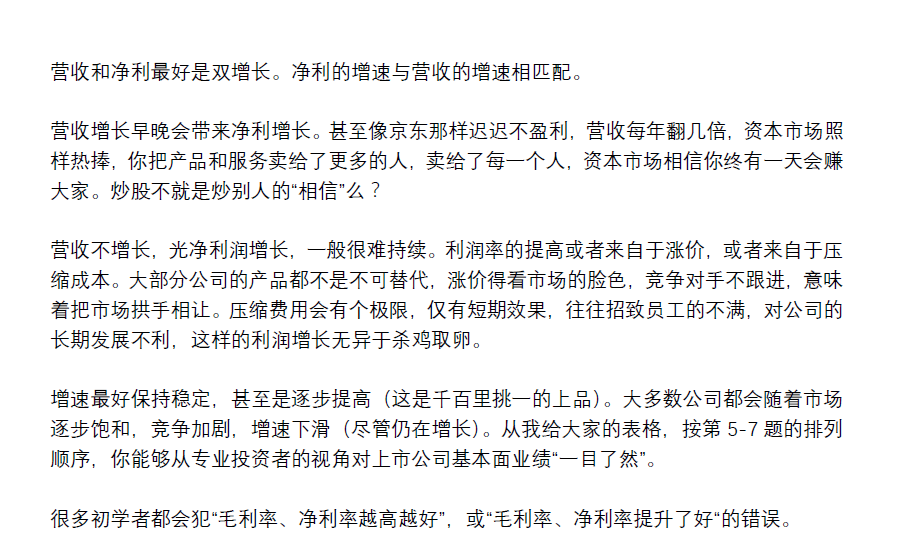 营收和净利最好是双增长。净利的增速与营收的增速相匹配。
营收增长早晚会带来净利增长。甚至像京东那样迟迟不盈利，营收每年翻几倍，资本市场照
样热捧，你把产品和服务卖给了更多的人，卖给了每一个人，资本市场相信你终有一天会赚
大家。炒股不就是炒别人的“相信”么？
营收不增长，光净利润增长，一般很难持续。利润率的提高或者来自于涨价，或者来自于压
缩成本。大部分公司的产品都不是不可替代，涨价得看市场的脸色，竞争对手不跟进，意味
着把市场拱手相让。压缩费用会有个极限，仅有短期效果，往往招致员工的不满，对公司的
长期发展不利，这样的利润增长无异于杀鸡取卵。
增速最好保持稳定，甚至是逐步提高（这是千百里挑一的上品）。大多数公司都会随着市场
逐步饱和，竞争加剧，增速下滑（尽管仍在增长）。从我给大家的表格，按第 5-7 题的排列
顺序，你能够从专业投资者的视角对上市公司基本面业绩“一目了然”。
很多初学者都会犯“毛利率、净利率越高越好”，或“毛利率、净利率提升了好“的错误。